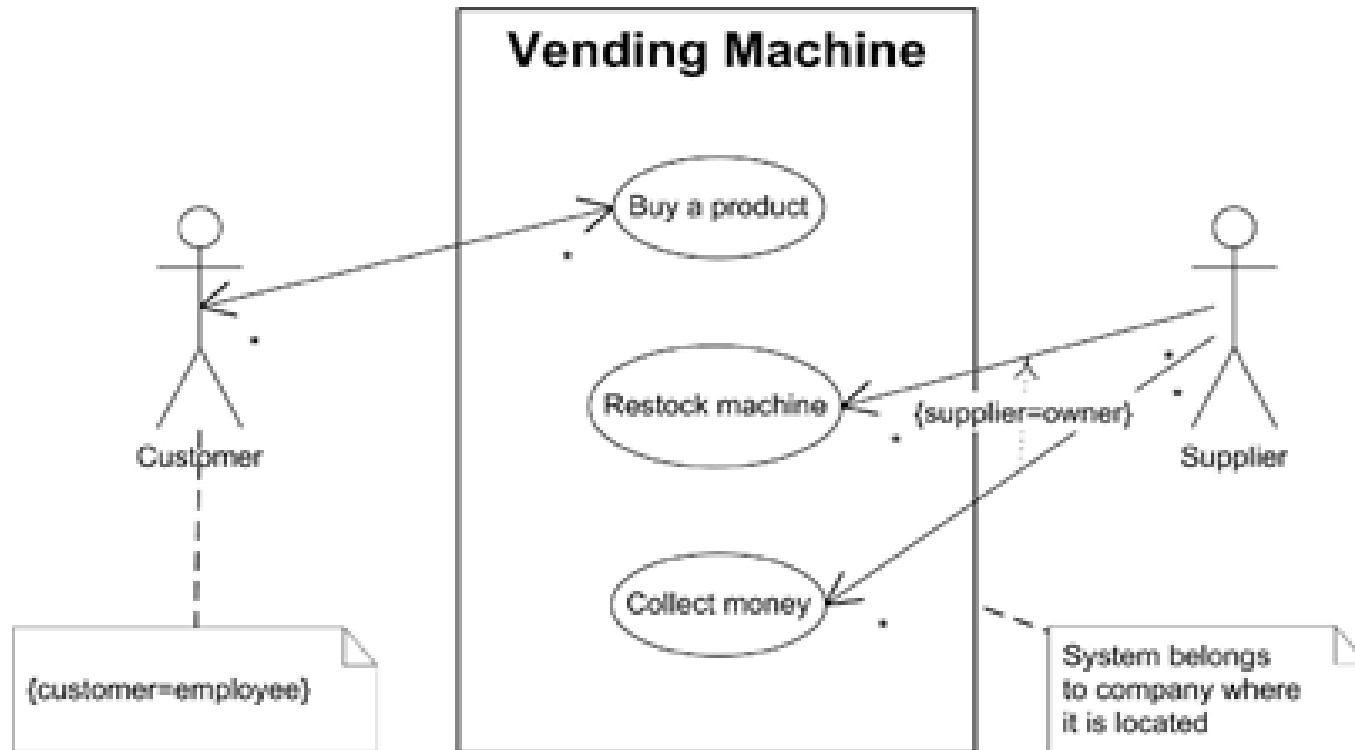 Vending Machine
Buy a product
*
*
Restock machine
*
*
*
{supplier=owner}
Customer
Supplier
Collect money
*
{customer=employee}
System belongs
to company where
it is located